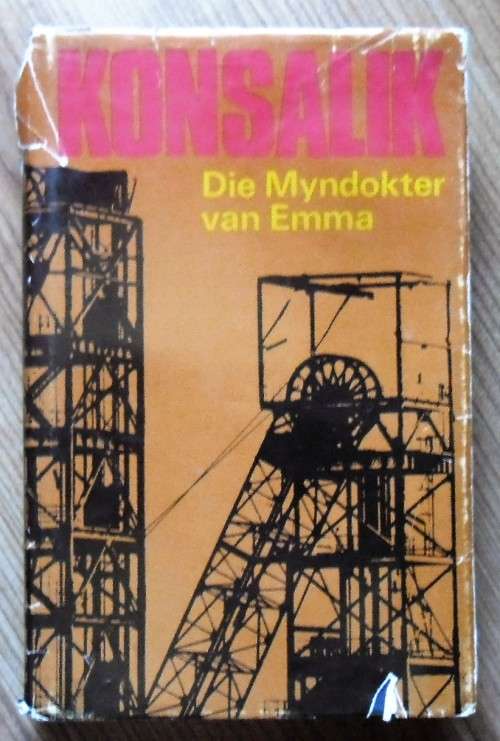 KONSALIK
Die Myndokter
van Emma